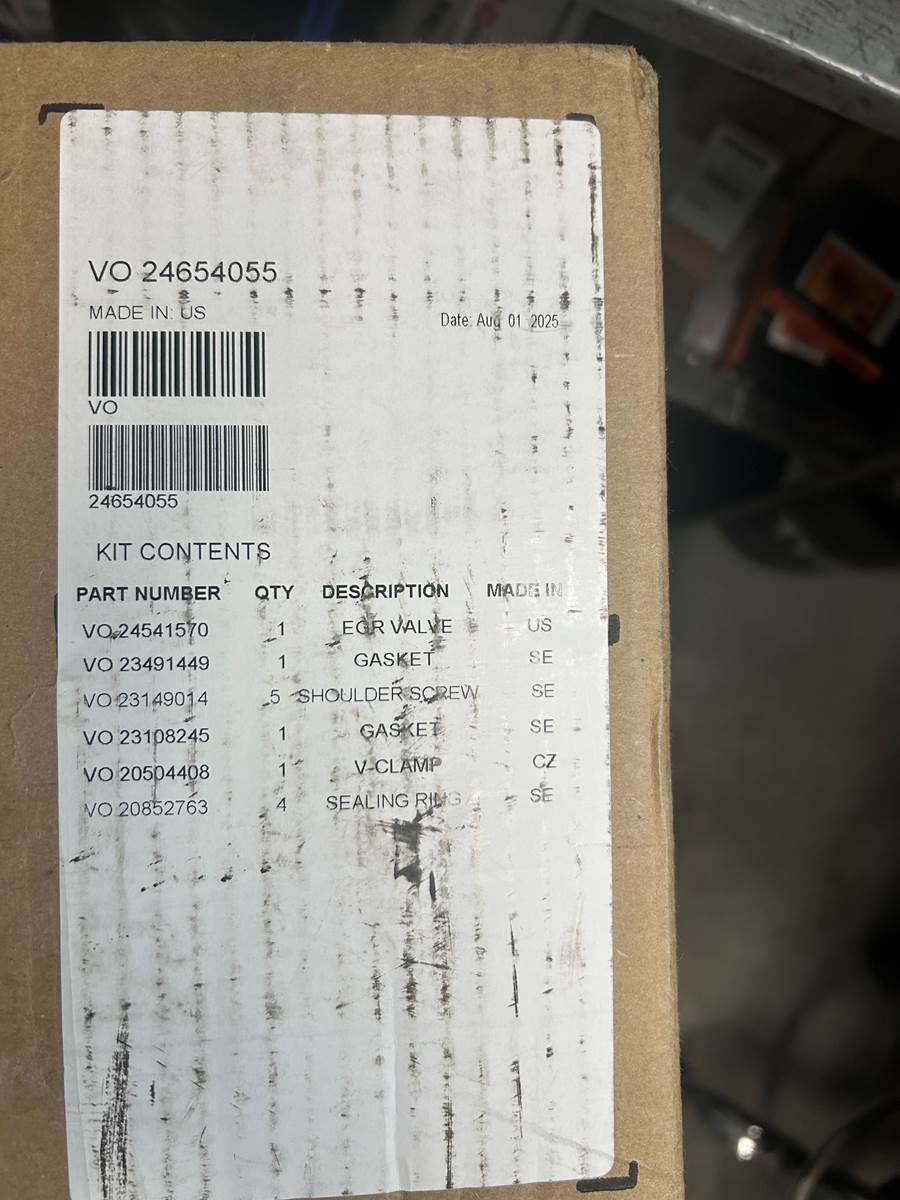 VO 24654055
MADE IN: US
Date: Aug 01 2025
VO
24654055
KIT CONTENTS
PART NUMBER QTY DESCRIPTION MADE IN
VO 24541570 1 EGR VALVE US
VO 23491449 1 GASKET SE
VO 23149014 5 SHOULDER SCREW SE
VO 23108245 1 GASKET SE
VO 20504408 1 V-CLAMP CZ
VO 20852763 4 SEALING RING SE